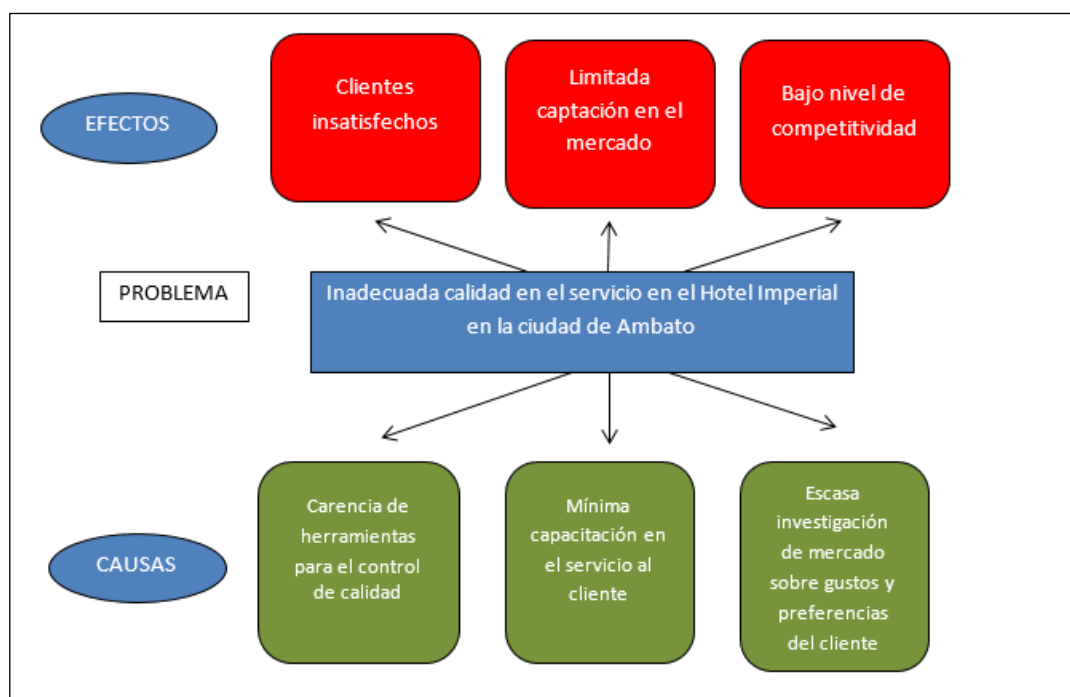 EFECTOS
Clientes
insatisfechos
Limitada
captación en el
mercado
Bajo nivel de
competitividad
PROBLEMA
Inadecuada calidad en el servicio en el Hotel Imperial
en la ciudad de Ambato
CAUSAS
Carencia de
herramientas
para el control
de calidad
Mínima
capacitación en
el servicio al
cliente
Escasa
investigación
de mercado
sobre gustos y
preferencias
del cliente